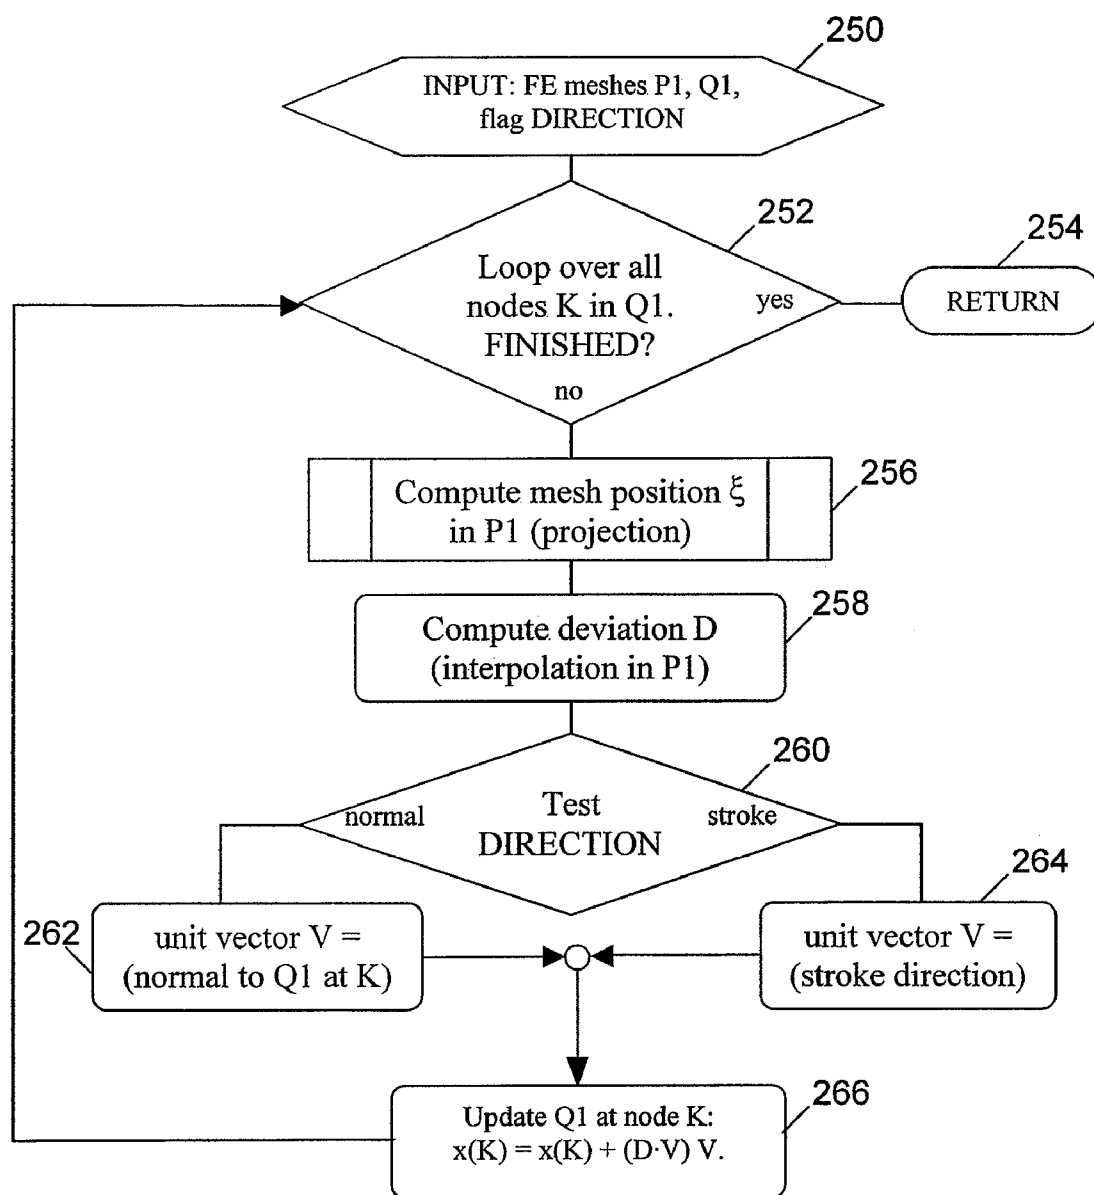 250
INPUT: FE meshes P1, Q1,
flag DIRECTION
252
254
Loop over all
nodes K in Q1.
FINISHED?
yes
no
RETURN
256
Compute mesh position ξ
in P1 (projection)
258
Compute deviation D
(interpolation in P1)
260
normal
Test
DIRECTION
stroke
262
unit vector V =
(normal to Q1 at K)
264
unit vector V =
(stroke direction)
266
Update Q1 at node K:
x(K) = x(K) + (D·V) V.